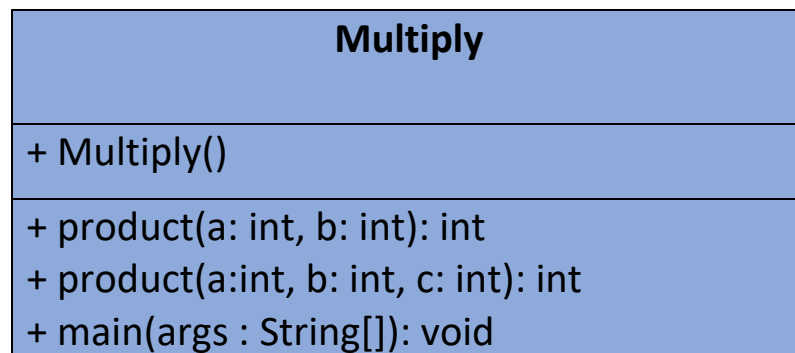 Multiply
+ Multiply()
+ product(a: int, b: int): int
+ product(a:int, b: int, c: int): int
+ main(args : String[]): void